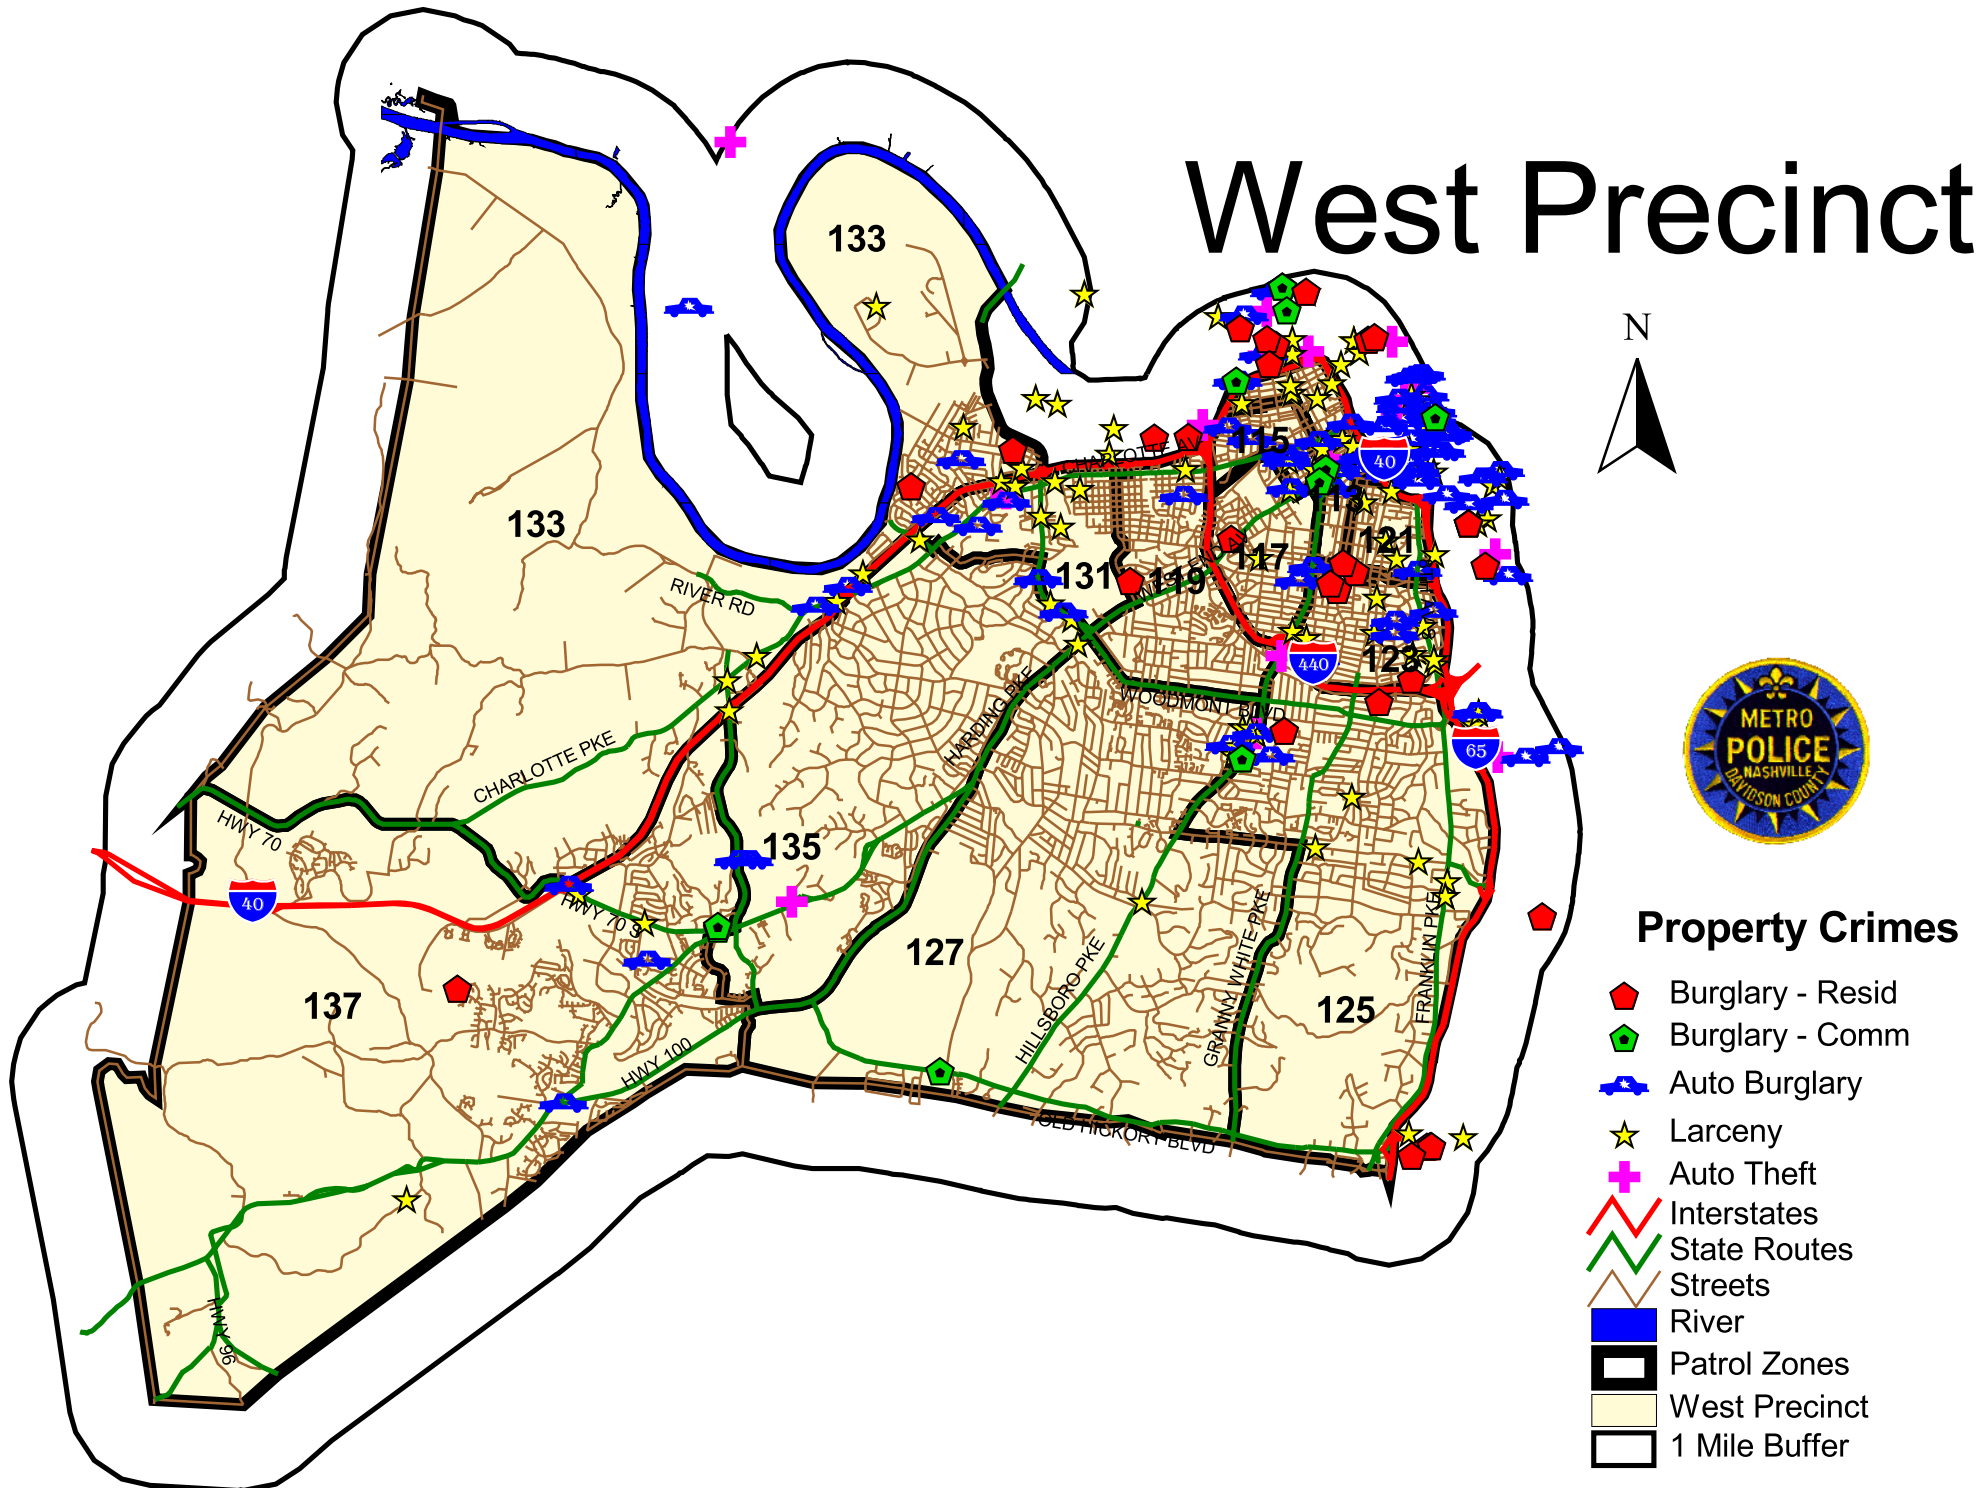 West Precinct
N
133
133
115
CHARLOTTE AV
40
113
121
117
131
119
RIVER RD
123
440
WOODMONT BLVD
HARDING PKE
65
CHARLOTTE PKE
HWY 70
135
40
HWY 70 S
127
HILLSBORO PKE
GRANNY WHITE PKE
FRANKLIN PKE
125
137
HWY 100
OLD HICKORY BLVD
HWY 96
METRO
POLICE
NASHVILLE
DAVIDSON COUNTY
Property Crimes
Burglary - Resid
Burglary - Comm
Auto Burglary
Larceny
Auto Theft
Interstates
State Routes
Streets
River
Patrol Zones
West Precinct
1 Mile Buffer